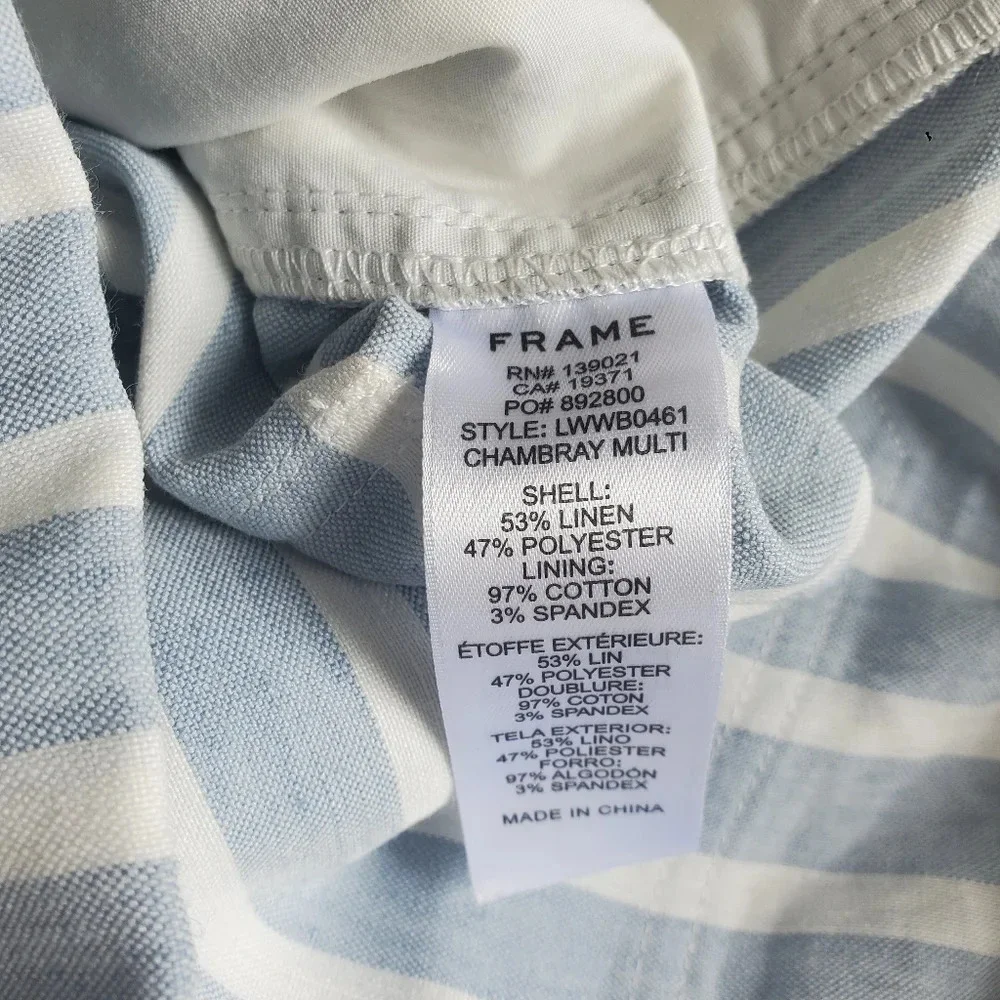 FRAME
RN# 139021
CA# 19371
PO# 892800
STYLE: LWWB0461
CHAMBRAY MULTI
SHELL:
53% LINEN
47% POLYESTER
LINING:
97% COTTON
3% SPANDEX
ÉTOFFE EXTÉRIEURE:
53% LIN
47% POLYESTER
DOUBLURE:
97% COTON
3% SPANDEX
TELA EXTERIOR:
53% LINO
47% POLIESTER
FORRO:
97% ALGODÓN
3% SPANDEX
MADE IN CHINA